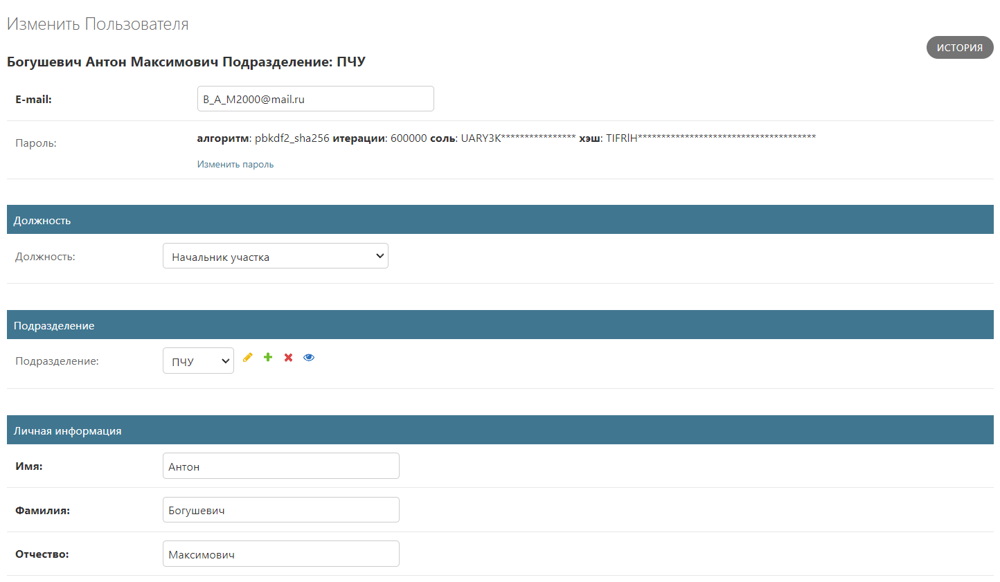 Изменить Пользователя
ИСТОРИЯ
Богушевич Антон Максимович Подразделение: ПЧУ
E-mail: B_A_M2000@mail.ru
Пароль: алгоритм: pbkdf2_sha256 итерации: 600000 соль: UARY3K**************** хэш: TIFRlH**************************************
Изменить пароль
Должность
Должность: Начальник участка
Подразделение
Подразделение: ПЧУ
Личная информация
Имя: Антон
Фамилия: Богушевич
Отчество: Максимович